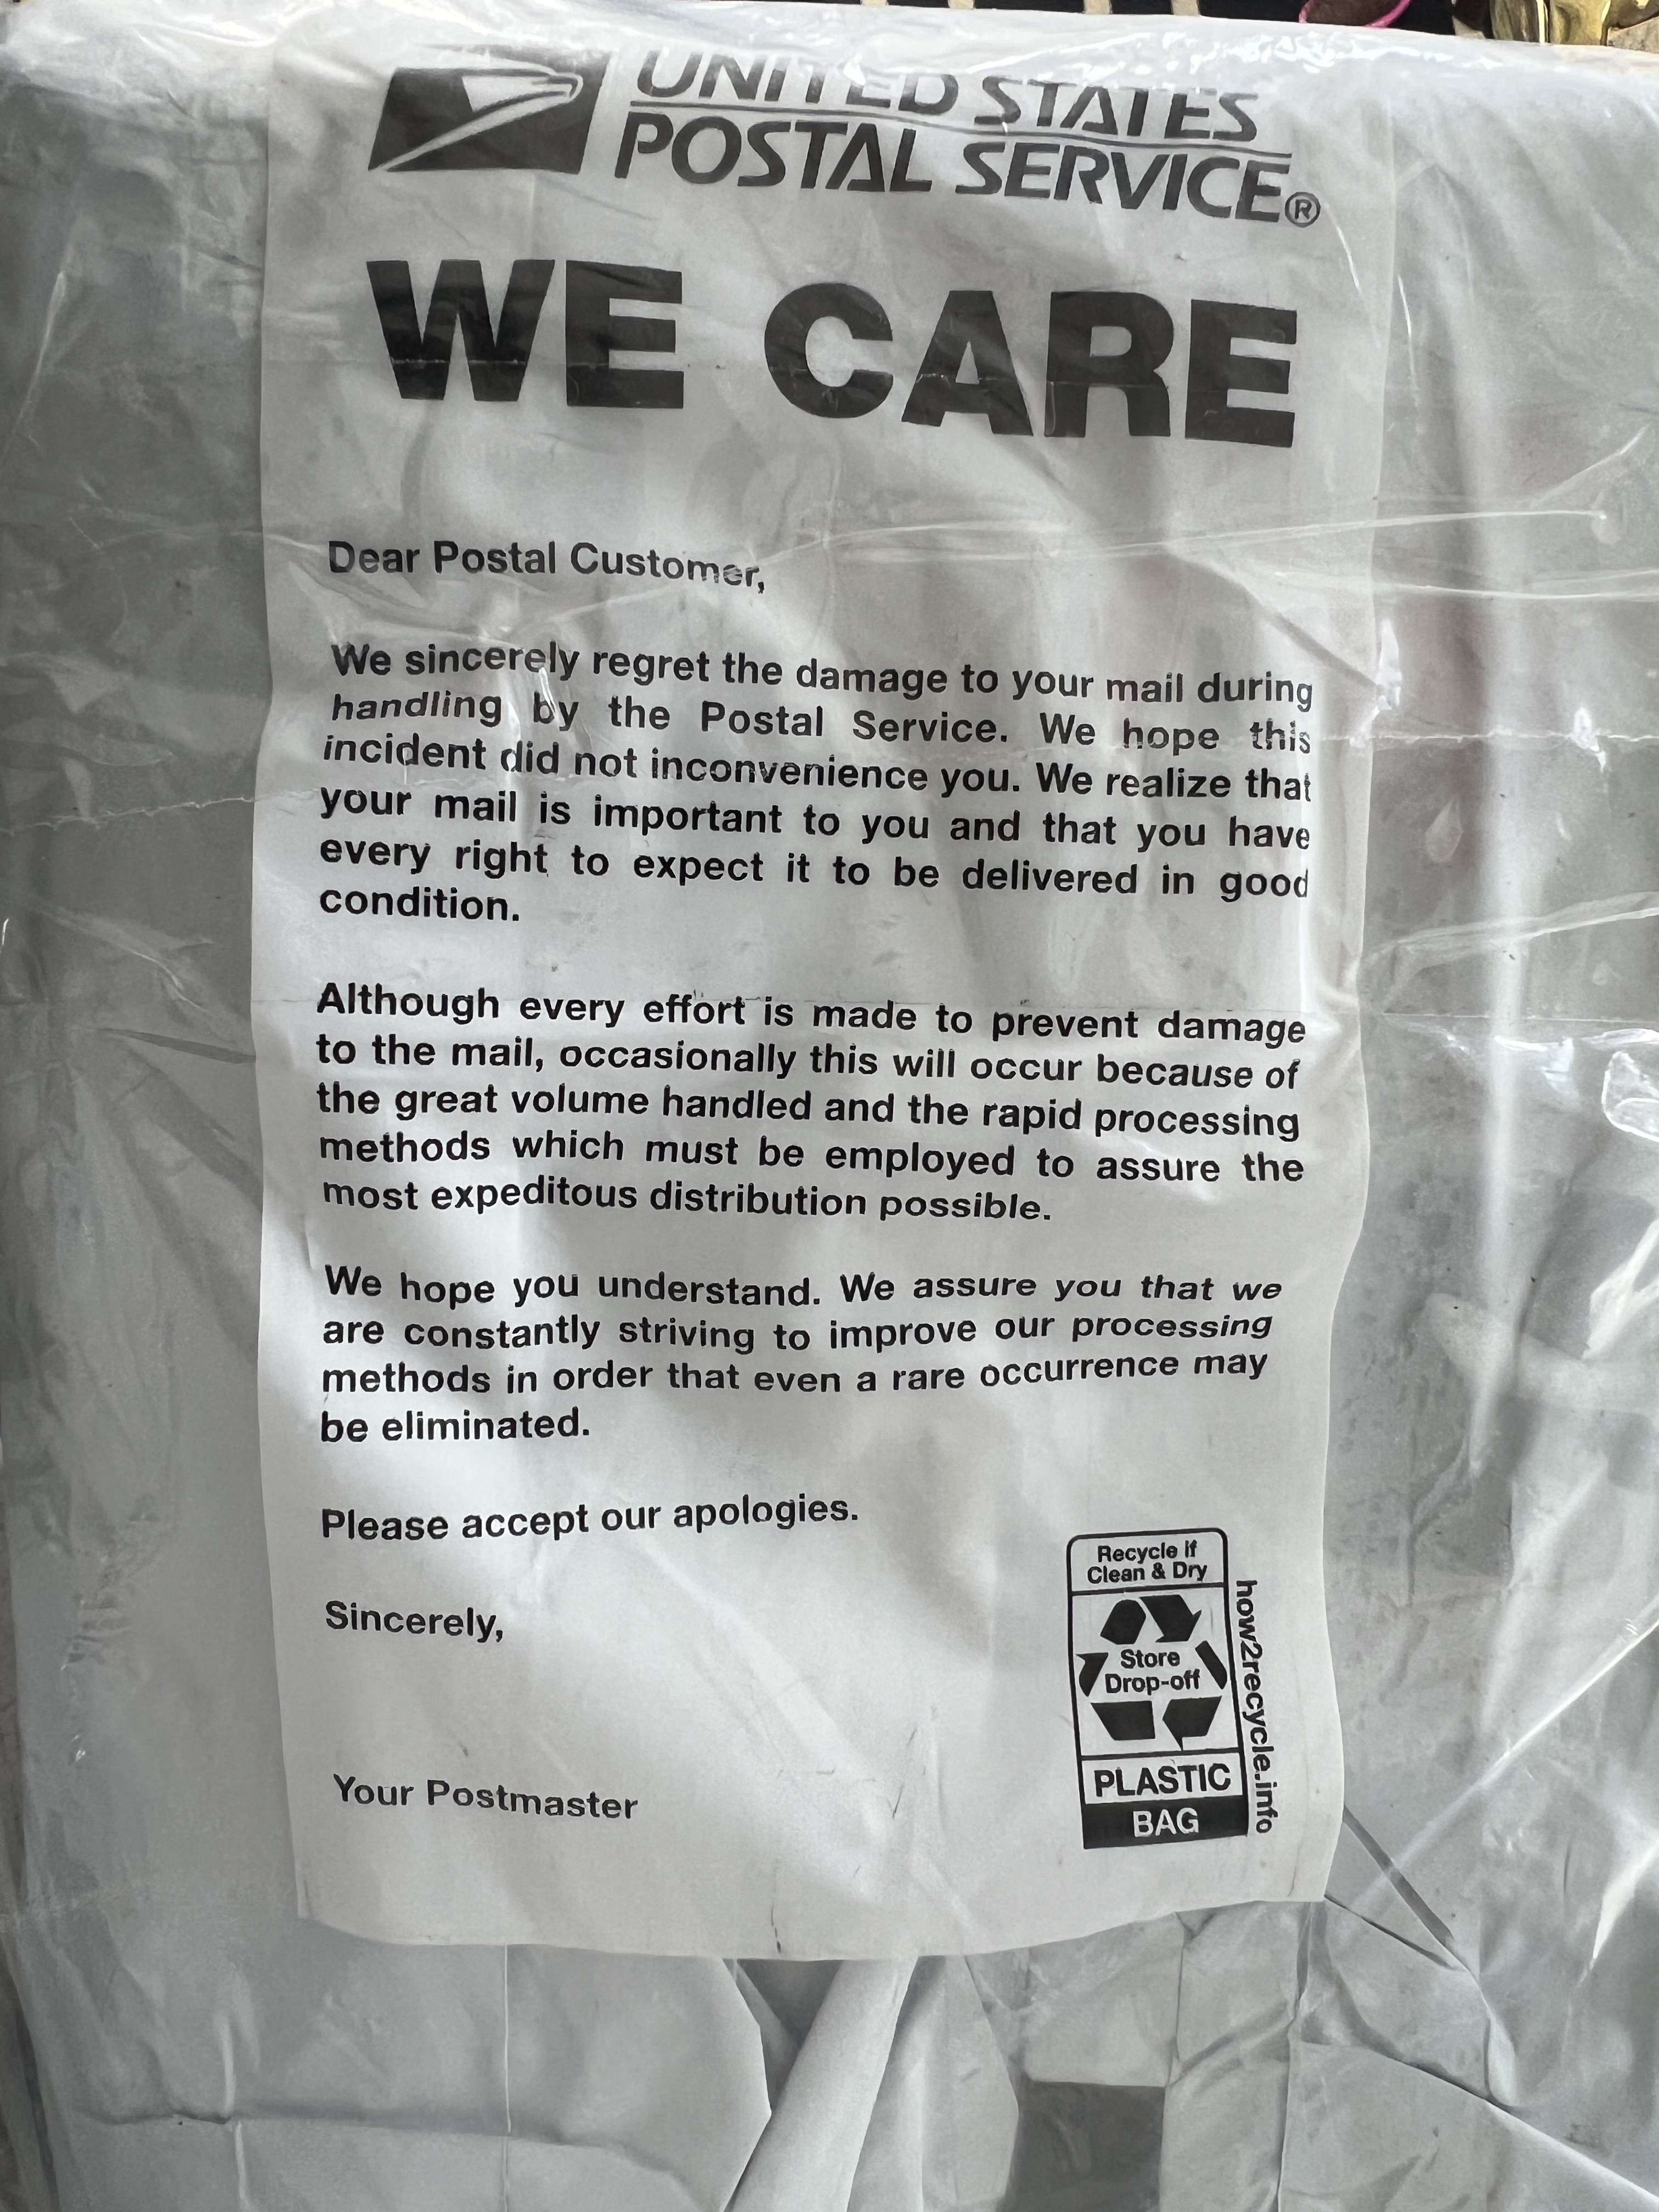 UNITED STATES
POSTAL SERVICE®
WE CARE
Dear Postal Customer,
We sincerely regret the damage to your mail during
handling by the Postal Service. We hope this
incident did not inconvenience you. We realize that
your mail is important to you and that you have
every right to expect it to be delivered in good
condition.
Although every effort is made to prevent damage
to the mail, occasionally this will occur because of
the great volume handled and the rapid processing
methods which must be employed to assure the
most expeditous distribution possible.
We hope you understand. We assure you that we
are constantly striving to improve our processing
methods in order that even a rare occurrence may
be eliminated.
Please accept our apologies.
Sincerely,
Your Postmaster
Recycle if
Clean & Dry
Store
Drop-off
PLASTIC
BAG
how2recycle.info